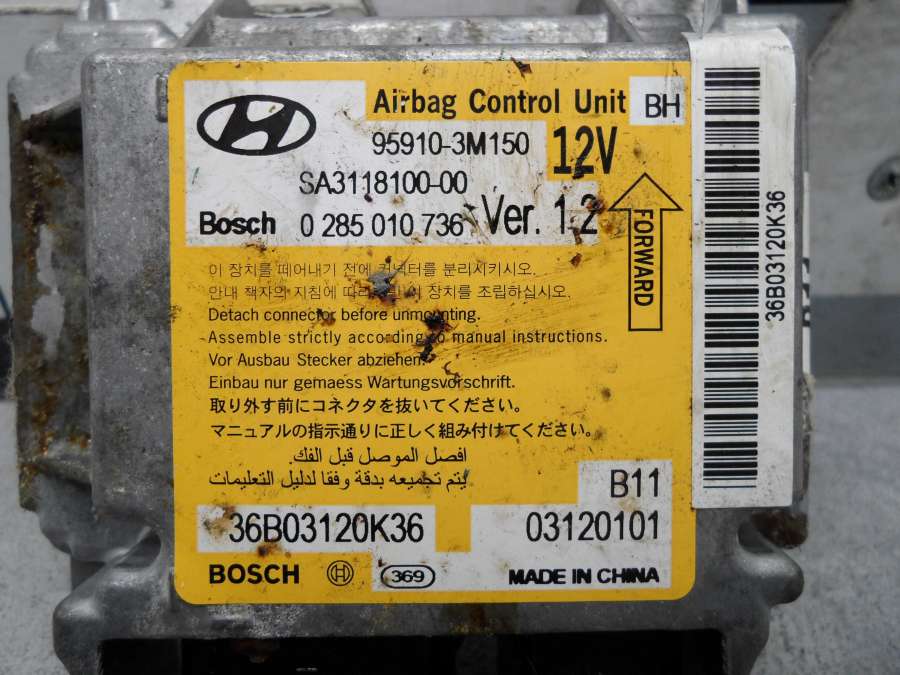 Airbag Control Unit BH
95910-3M150 12V
SA3118100-00
Bosch 0 285 010 736 Ver. 1.2
FORWARD
이 장치를 떼어내기 전에 커넥터를 분리시키시오.
안내 책자의 지침에 따라 이 장치를 조립하십시오.
Detach connector before unmounting.
Assemble strictly according to manual instructions.
Vor Ausbau Stecker abziehen.
Einbau nur gemaess Wartungsvorschrift.
取り外す前にコネクタを抜いてください。
マニュアルの指示通りに正しく組み付けてください。
افصل الموصل قبل الفك.
يتم تجميعه بدقة وفقا لدليل التعليمات
B11
36B03120K36 03120101
BOSCH 369 MADE IN CHINA
36B03120K36